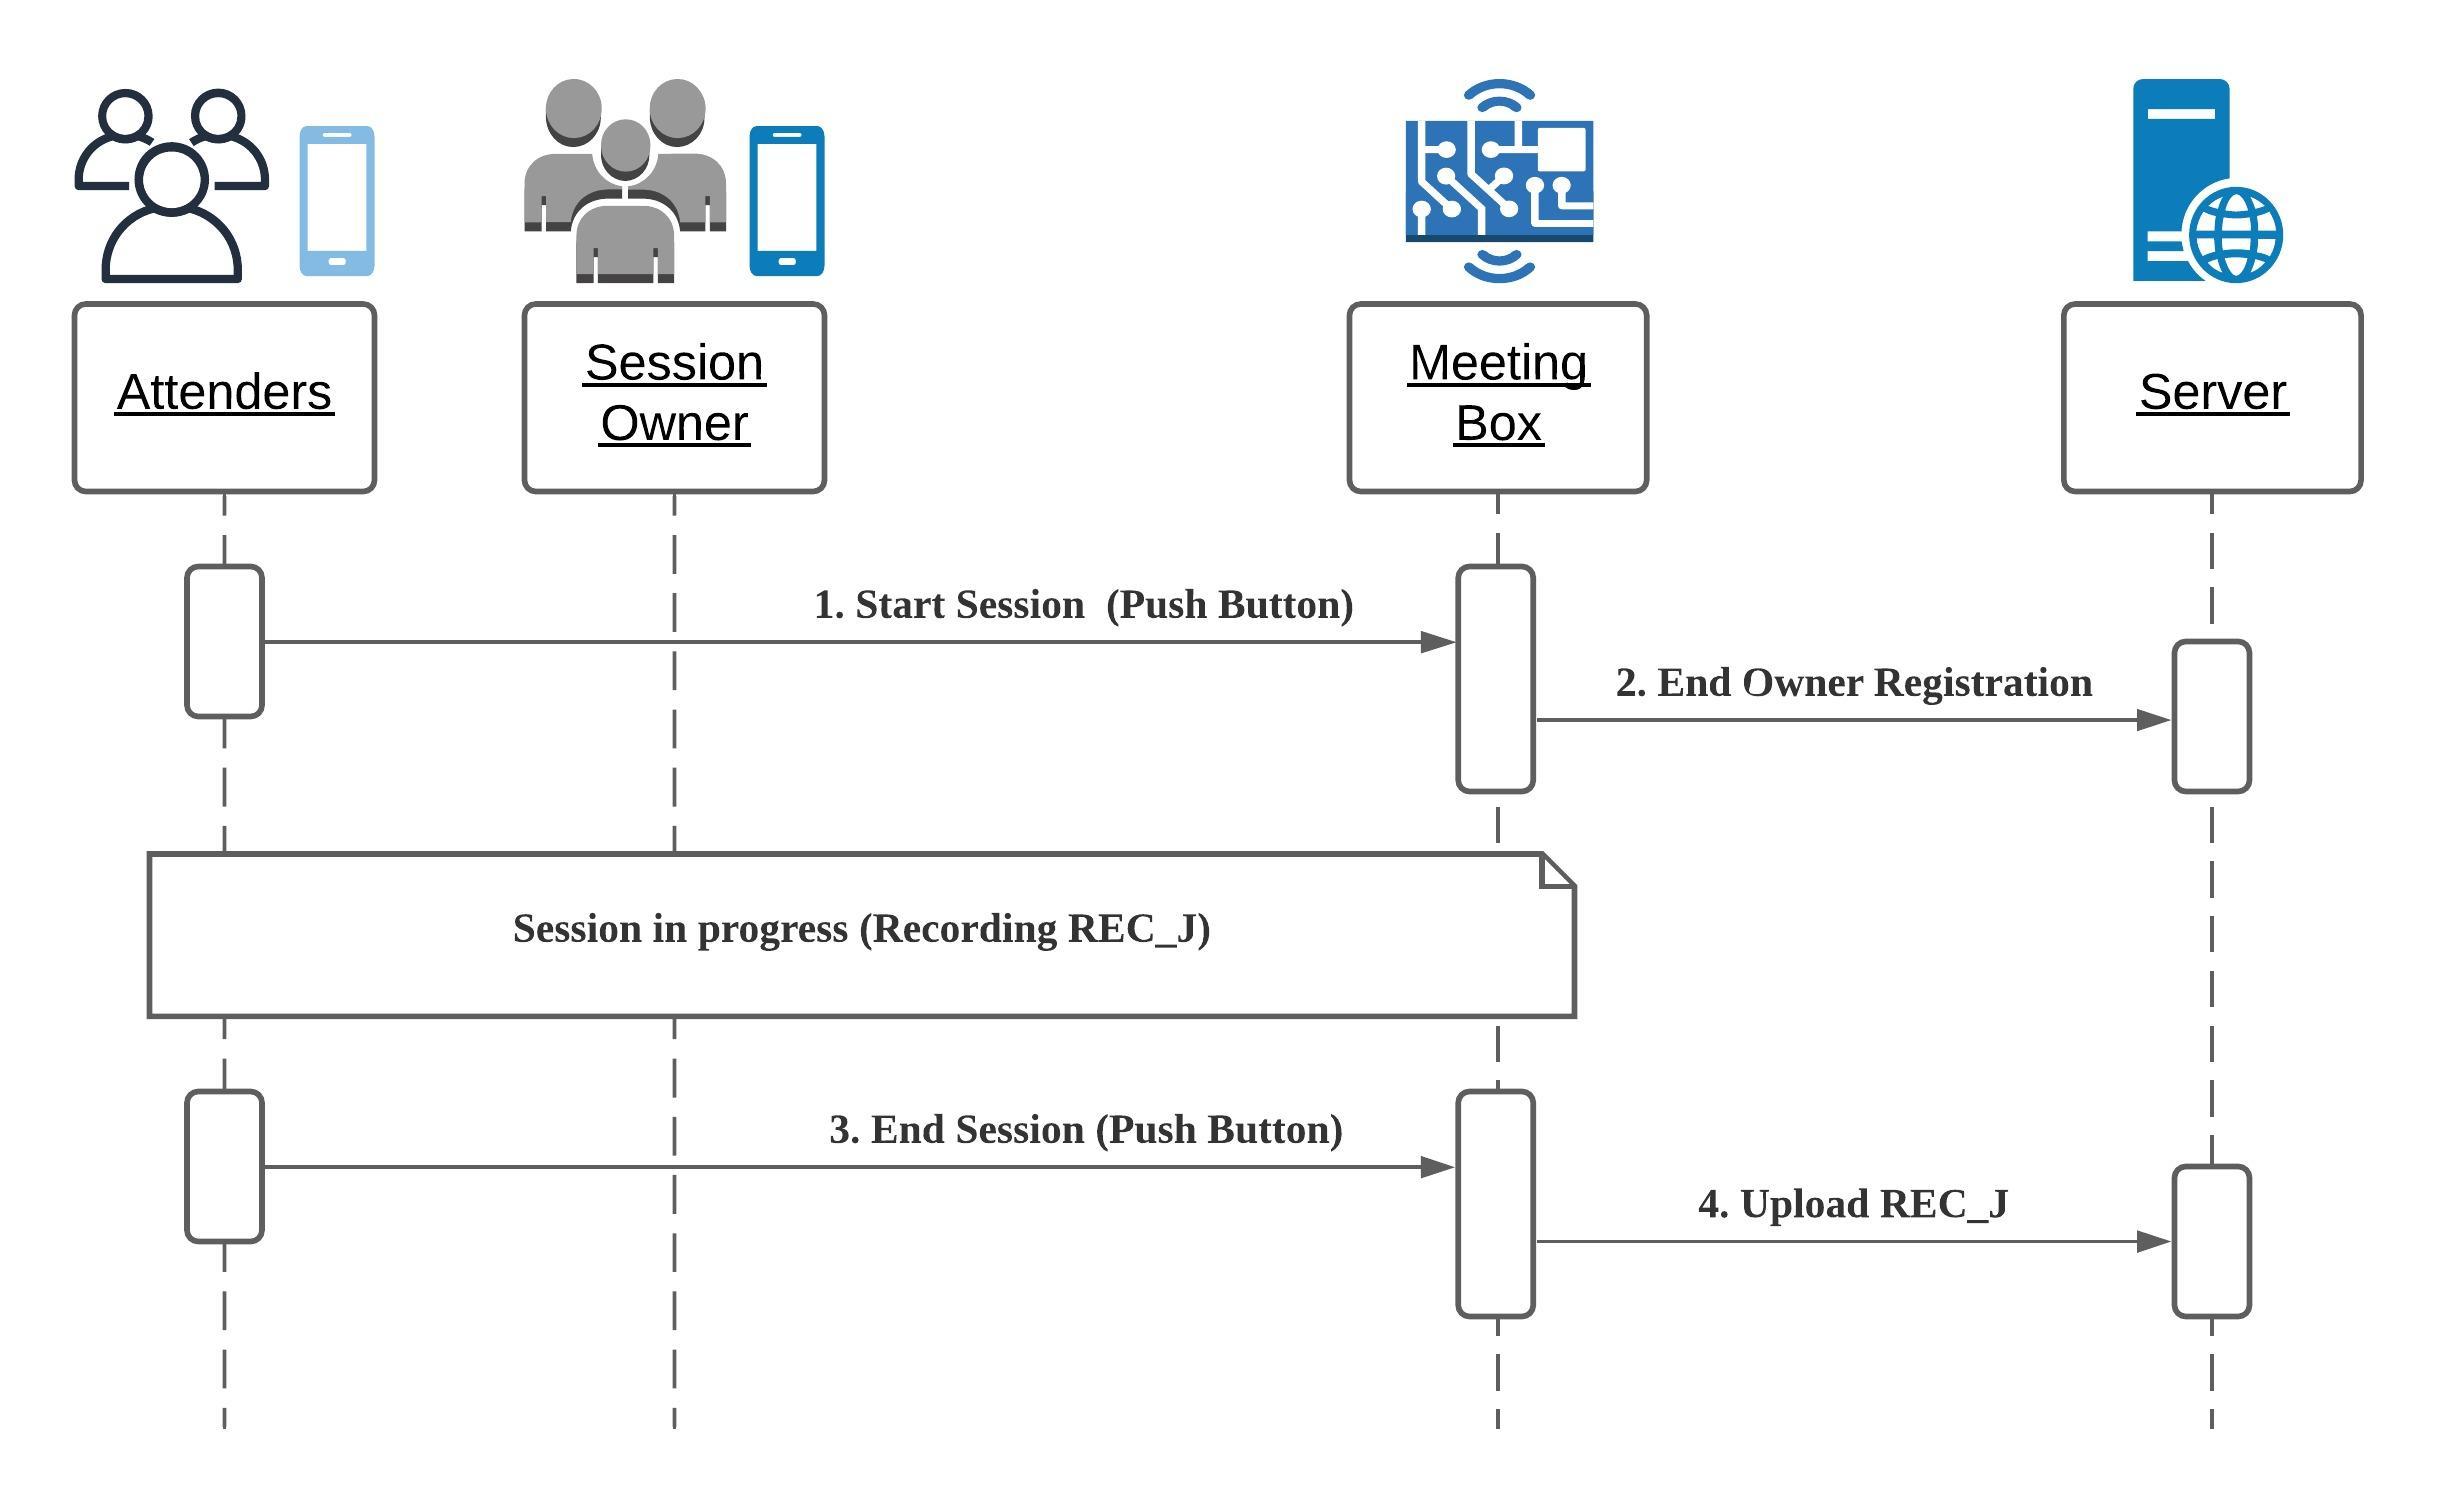 Attenders
Session
Owner
Meeting
Box
Server
1. Start Session  (Push Button)
2. End Owner Registration
Session in progress (Recording REC_J)
3. End Session (Push Button)
4. Upload REC_J